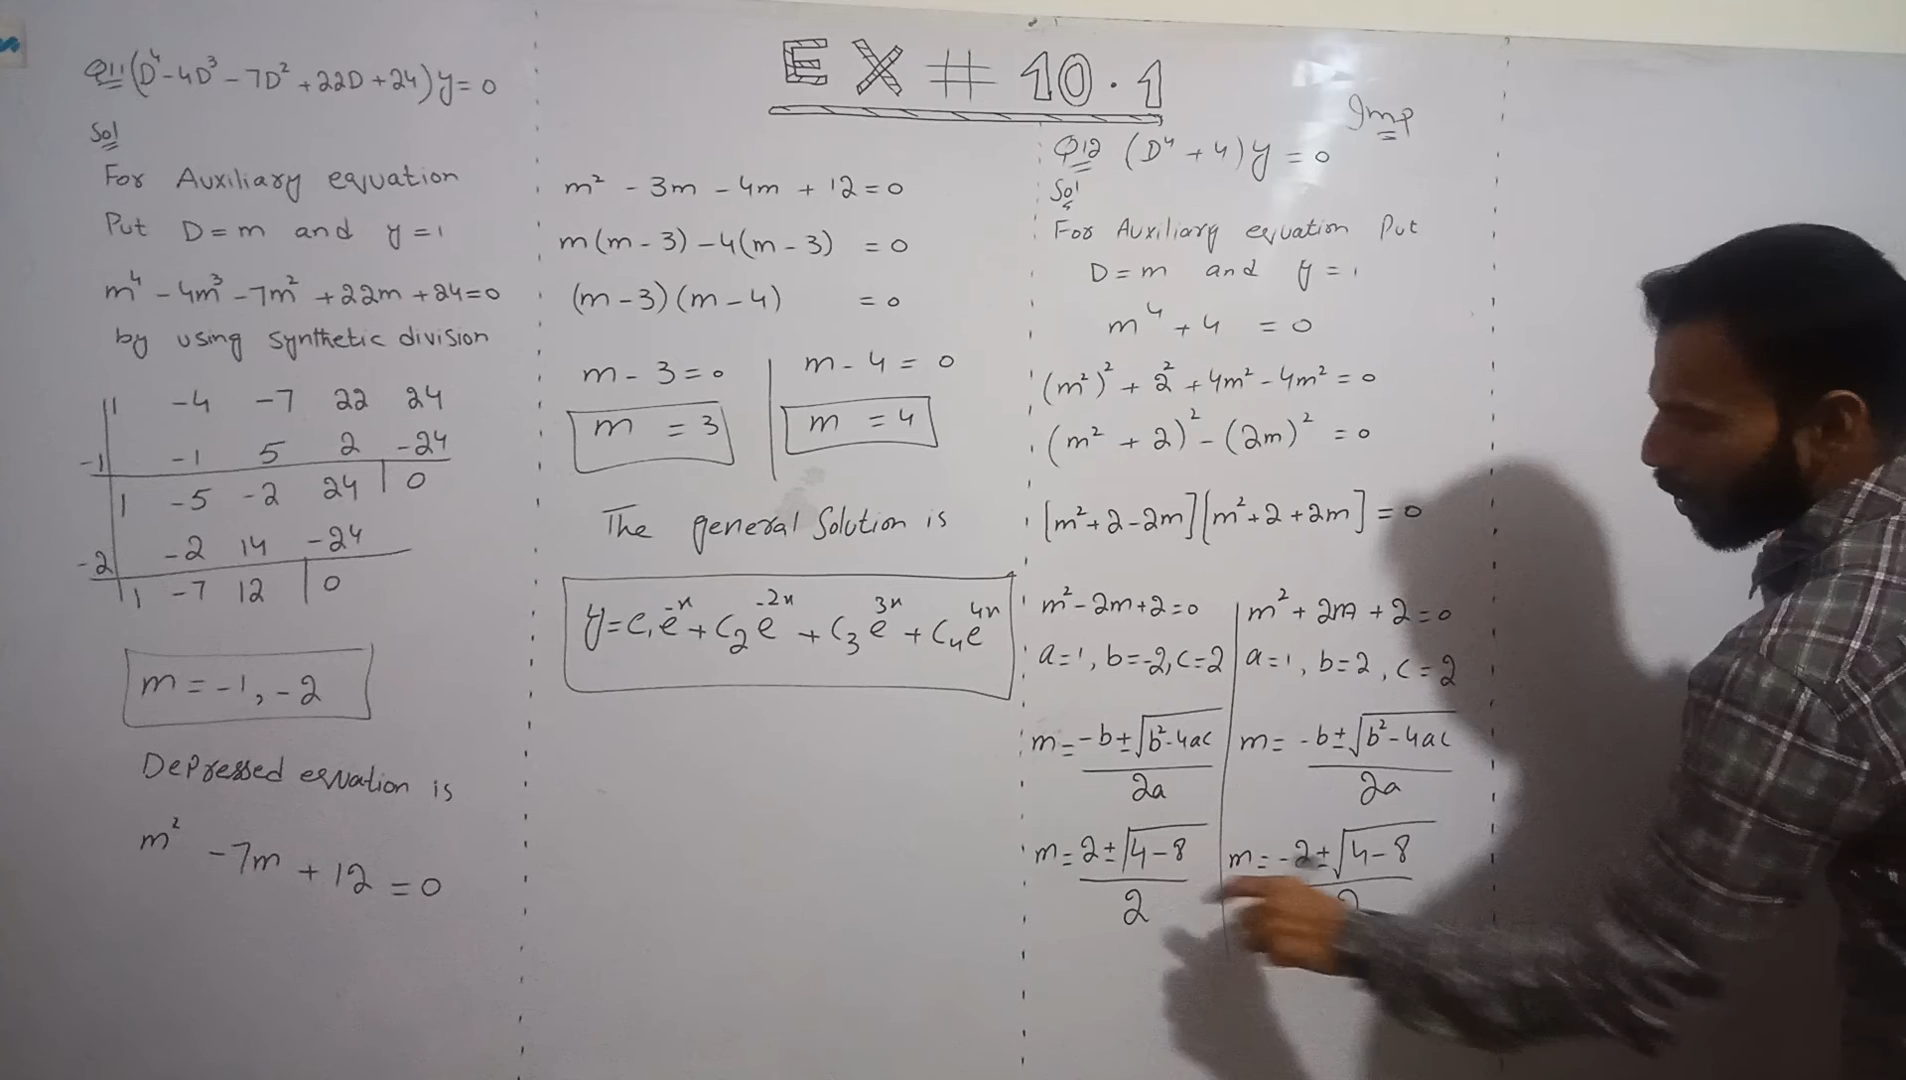 EX # 10.1
Q11 (D⁴ - 4D³ - 7D² + 22D + 24) y = 0
Sol
For Auxiliary equation
Put D = m and y = 1
m⁴ - 4m³ - 7m² + 22m + 24 = 0
by using synthetic division
1 -4 -7 22 24
-1 -1 5 2 -24
1 -5 -2 24 0
-2 -2 14 -24
1 -7 12 0
m = -1, -2
Depressed equation is
m² - 7m + 12 = 0
m² - 3m - 4m + 12 = 0
m(m - 3) - 4(m - 3) = 0
(m - 3)(m - 4) = 0
m - 3 = 0 | m - 4 = 0
m = 3 | m = 4
The general Solution is
y = c₁e⁻ˣ + c₂e⁻²ˣ + c₃e³ˣ + c₄e⁴ˣ
Imp
Q12 (D⁴ + 4) y = 0
Sol
For Auxiliary equation Put
D = m and y = 1
m⁴ + 4 = 0
(m²)² + 2² + 4m² - 4m² = 0
(m² + 2)² - (2m)² = 0
[m² + 2 - 2m][m² + 2 + 2m] = 0
m² - 2m + 2 = 0 | m² + 2m + 2 = 0
a = 1, b = -2, c = 2 | a = 1, b = 2, c = 2
m = -b ± √b² - 4ac | m = -b ± √b² - 4ac
2a | 2a
m = 2 ± √4 - 8 | m = -2 ± √4 - 8
2